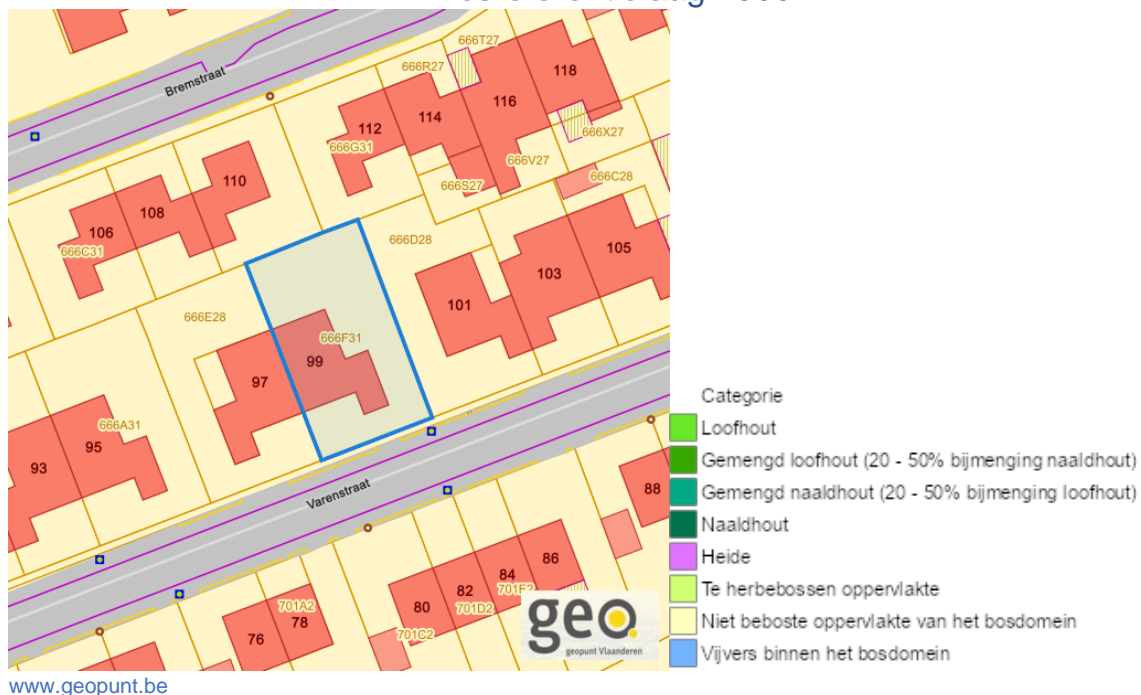 Bremstraat
666T27
666R27
118
116
114
112
666G31
666X27
666V27
666S27
666C28
110
108
106
666C31
666D28
105
103
101
666E28
666F31
99
97
666A31
95
93
Varenstraat
88
86
84
82
80
701E2
701D2
701C2
701A2
78
76
geo.
geopunt Vlaanderen
Categorie
Loofhout
Gemengd loofhout (20 - 50% bijmenging naaldhout)
Gemengd naaldhout (20 - 50% bijmenging loofhout)
Naaldhout
Heide
Te herbebossen oppervlakte
Niet beboste oppervlakte van het bosdomein
Vijvers binnen het bosdomein
www.geopunt.be